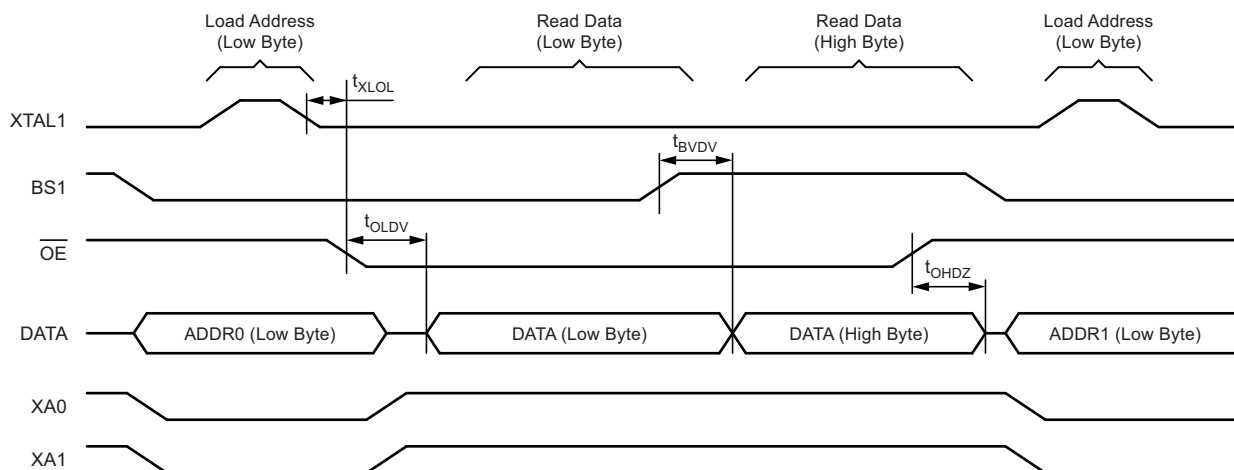 Load Address
(Low Byte)
Read Data
(Low Byte)
Read Data
(High Byte)
Load Address
(Low Byte)
tXLOL
XTAL1
tBVDV
BS1
tOLDV
OE
tOHDZ
DATA
ADDR0 (Low Byte)
DATA (Low Byte)
DATA (High Byte)
ADDR1 (Low Byte)
XA0
XA1